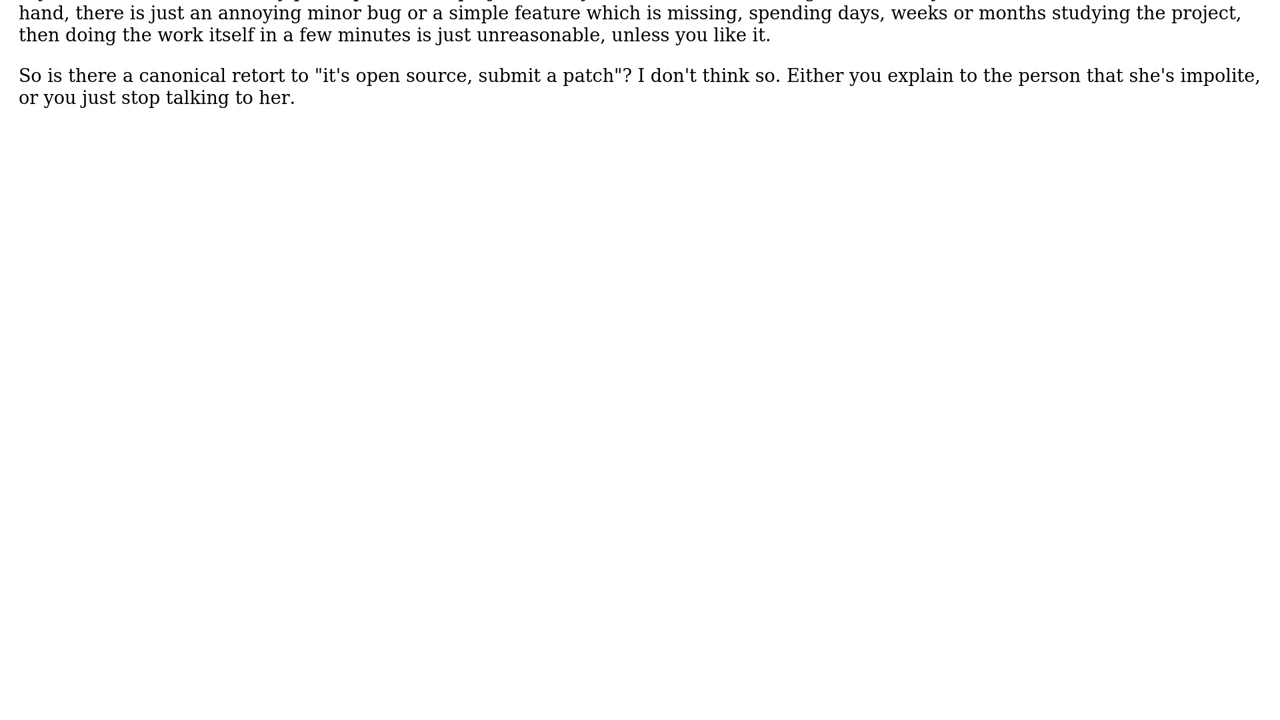 hand, there is just an annoying minor bug or a simple feature which is missing, spending days, weeks or months studying the project,
then doing the work itself in a few minutes is just unreasonable, unless you like it.
So is there a canonical retort to "it's open source, submit a patch"? I don't think so. Either you explain to the person that she's impolite,
or you just stop talking to her.